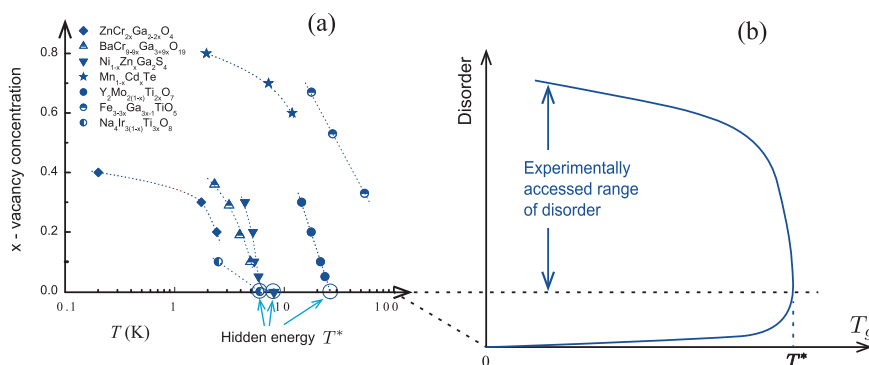 (a)
ZnCr2xGa2-2xO4
BaCr9-9xGa3+9xO19
Ni1-xZnxGa2S4
Mn1-xCdxTe
Y2Mo2(1-x)Ti2xO7
Fe3-3xGa3x-1TiO5
Na4Ir3(1-x)Ti3xO8
x - vacancy concentration
0.8
0.6
0.4
0.2
0.0
0.1
1
10
100
T (K)
Hidden energy T*
(b)
Disorder
Experimentally
accessed range
of disorder
0
T*
Tg